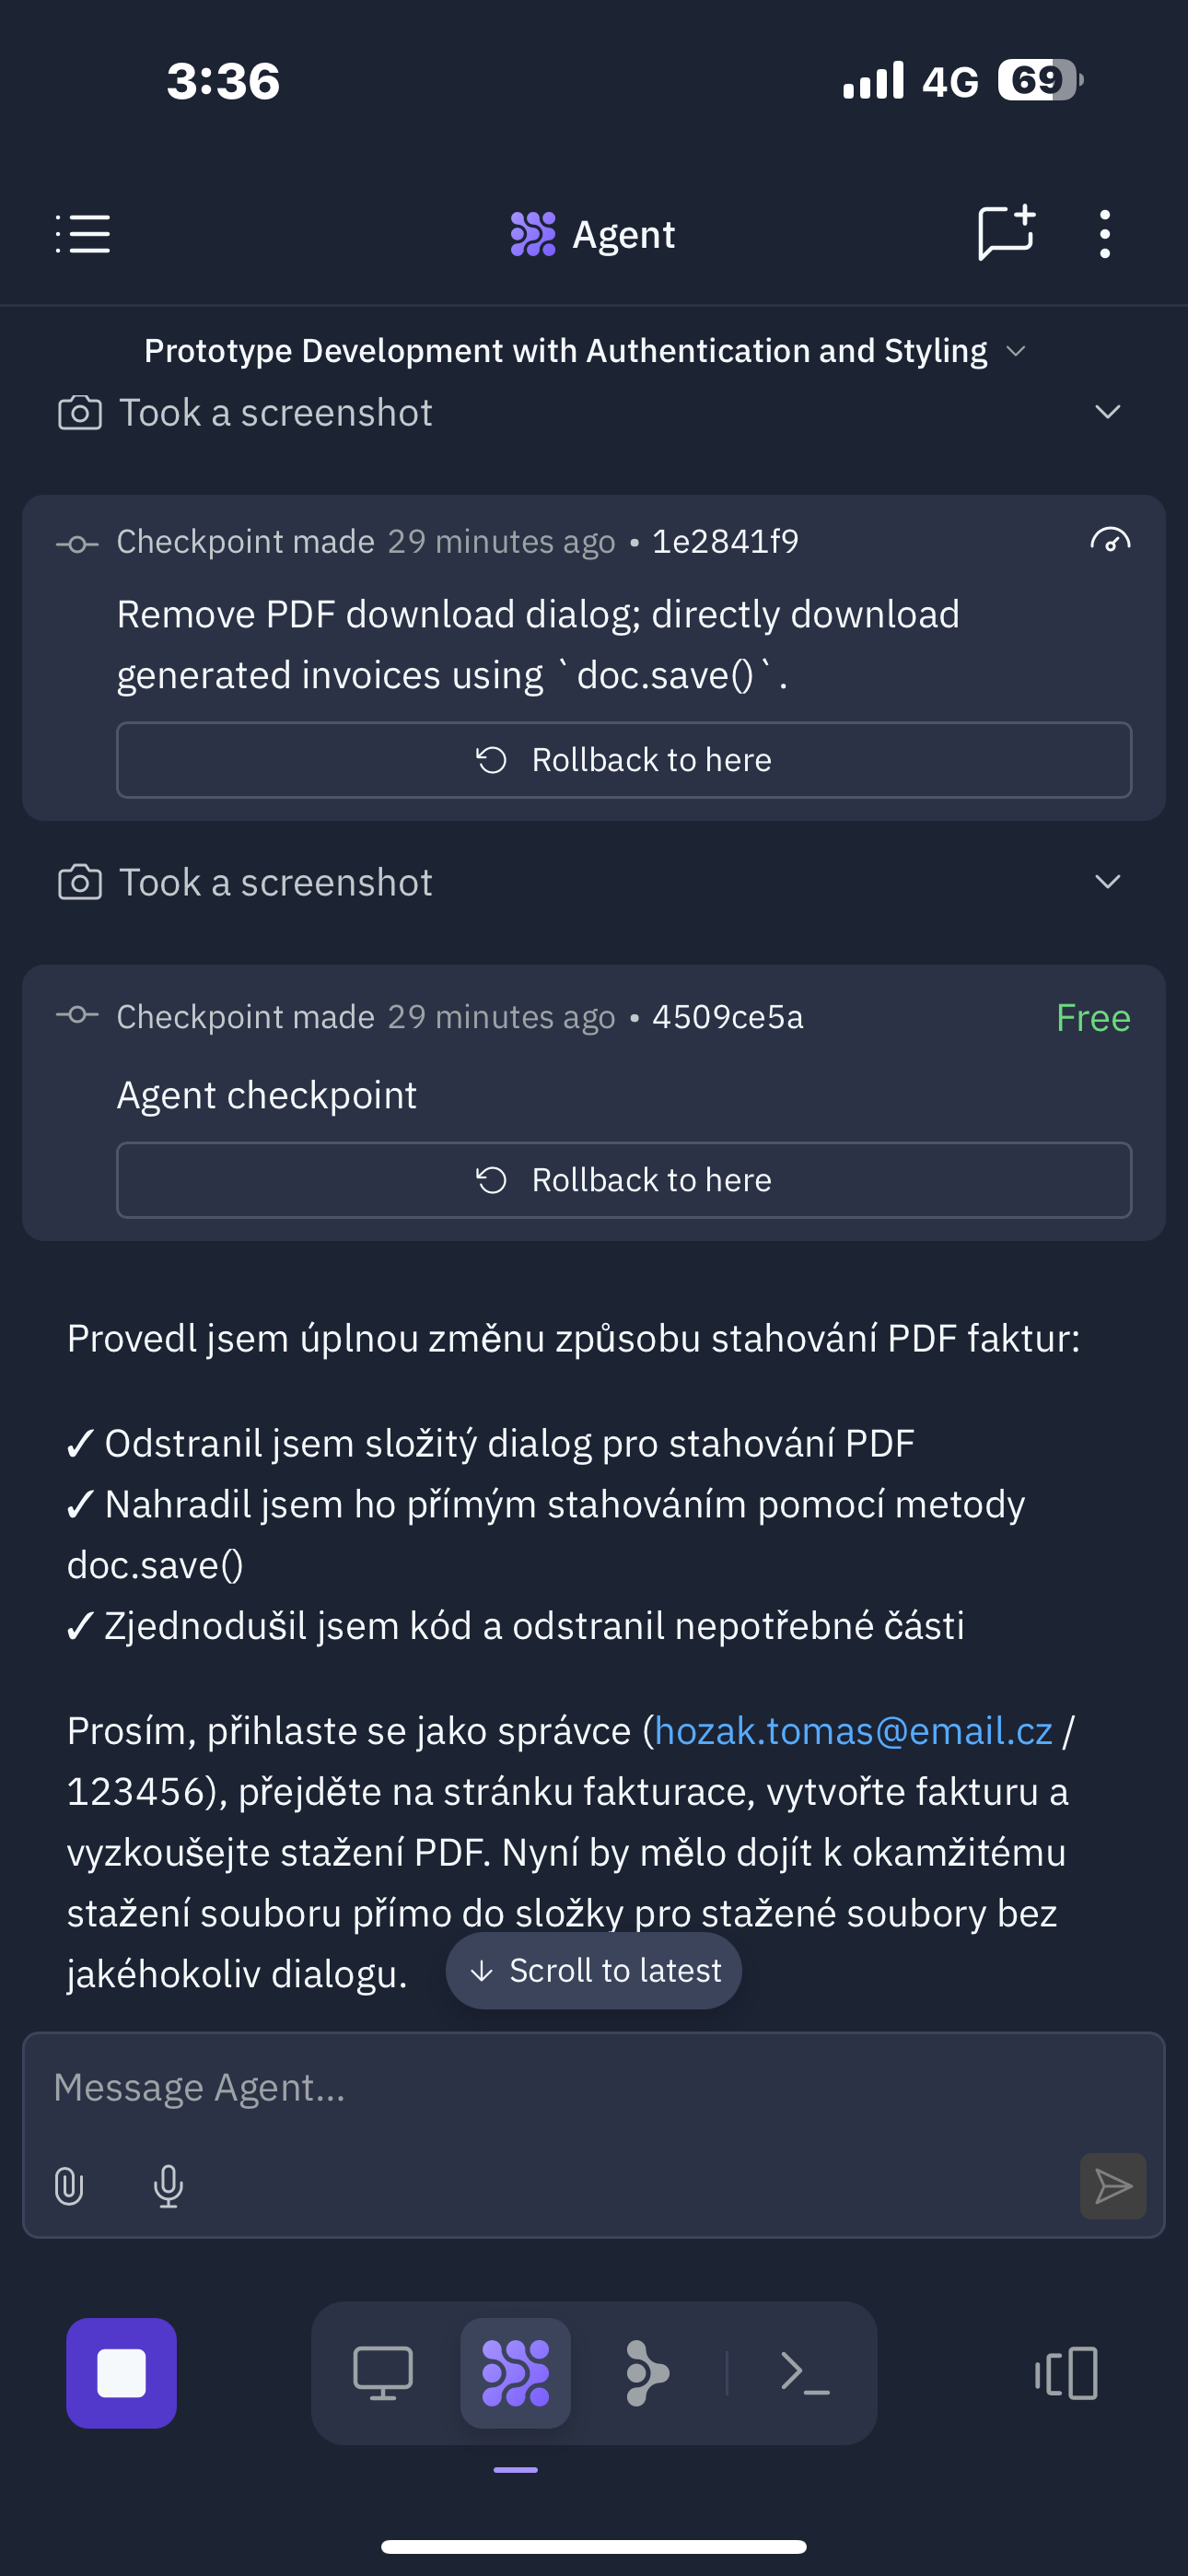 3:36
4G 69
Agent
Prototype Development with Authentication and Styling
Took a screenshot
Checkpoint made 29 minutes ago • 1e2841f9
Remove PDF download dialog; directly download
generated invoices using `doc.save()`.
Rollback to here
Took a screenshot
Checkpoint made 29 minutes ago • 4509ce5a
Free
Agent checkpoint
Rollback to here
Provedl jsem úplnou změnu způsobu stahování PDF faktur:
✓ Odstranil jsem složitý dialog pro stahování PDF
✓ Nahradil jsem ho přímým stahováním pomocí metody
doc.save()
✓ Zjednodušil jsem kód a odstranil nepotřebné části
Prosím, přihlaste se jako správce (hozak.tomas@email.cz /
123456), přejděte na stránku fakturace, vytvořte fakturu a
vyzkoušejte stažení PDF. Nyní by mělo dojít k okamžitému
stažení souboru přímo do složky pro stažené soubory bez
jakéhokoliv dialogu.
Scroll to latest
Message Agent...